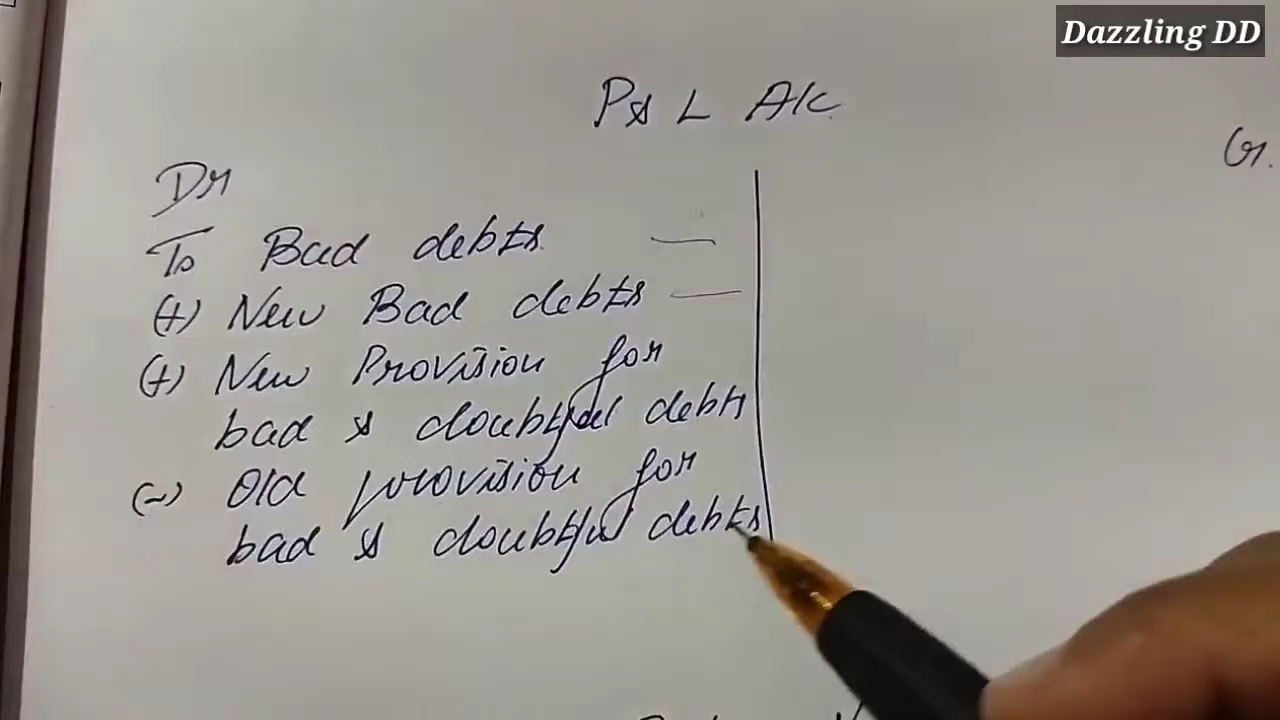 Dazzling DD
P & L A/c.
Dr
Cr.
To Bad debts
(+) New Bad debts
(+) New Provision for
bad & doubtful debts
(-) Old provision for
bad & doubtful debts